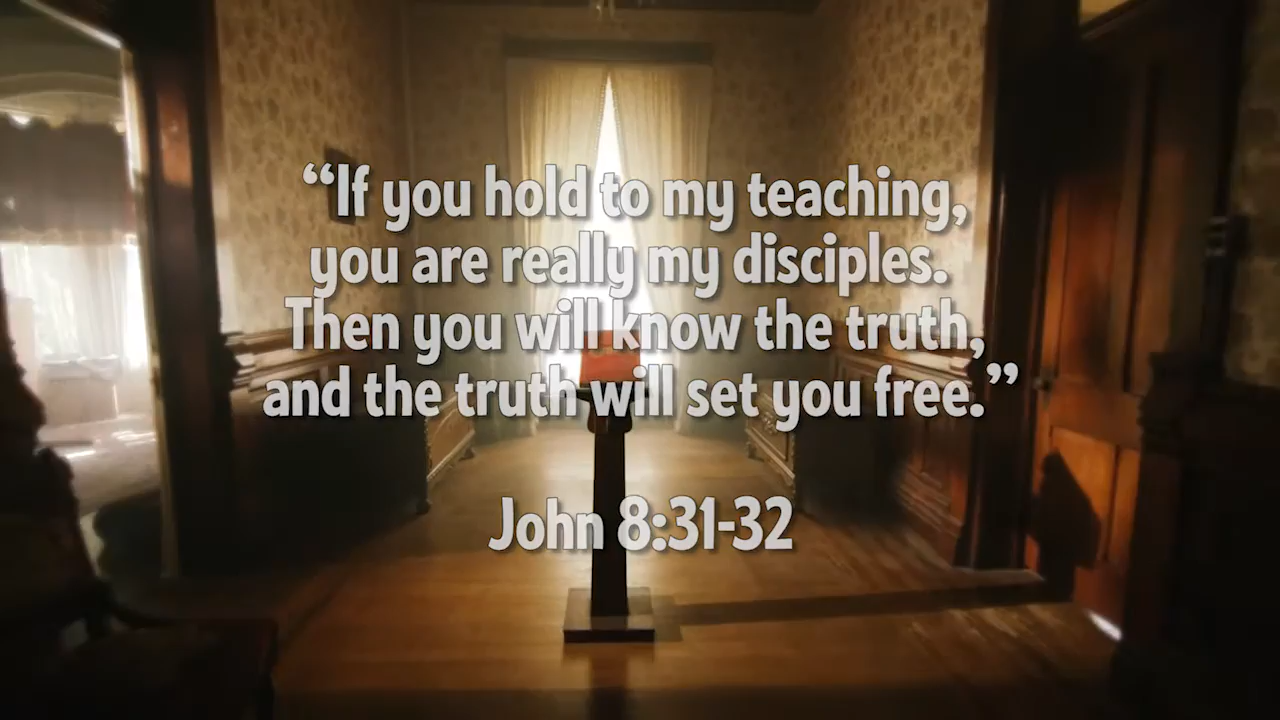 “If you hold to my teaching,
you are really my disciples.
Then you will know the truth,
and the truth will set you free.”
John 8:31-32